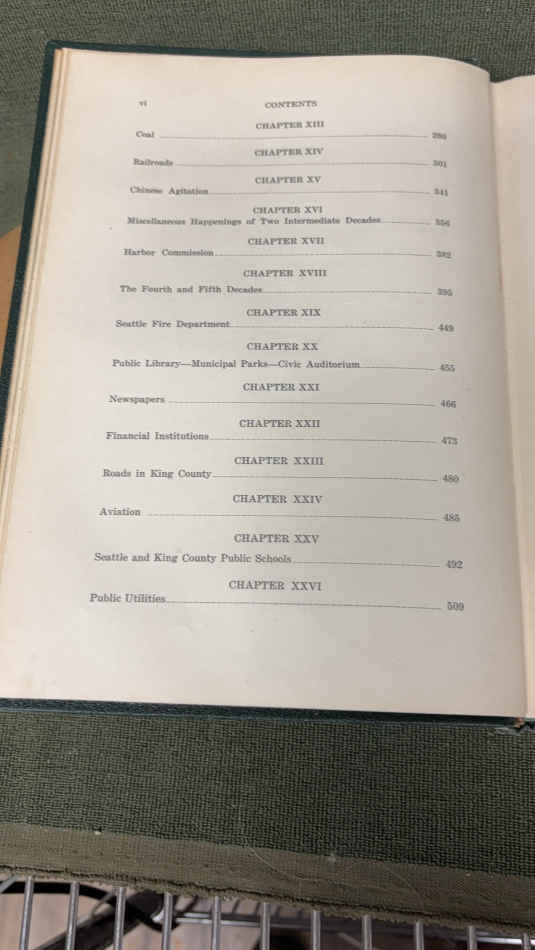 vi CONTENTS
CHAPTER XIII
Coal 280
CHAPTER XIV
Railroads 301
CHAPTER XV
Chinese Agitation 341
CHAPTER XVI
Miscellaneous Happenings of Two Intermediate Decades 356
CHAPTER XVII
Harbor Commission 382
CHAPTER XVIII
The Fourth and Fifth Decades 395
CHAPTER XIX
Seattle Fire Department 449
CHAPTER XX
Public Library—Municipal Parks—Civic Auditorium 455
CHAPTER XXI
Newspapers 466
CHAPTER XXII
Financial Institutions 473
CHAPTER XXIII
Roads in King County 480
CHAPTER XXIV
Aviation 485
CHAPTER XXV
Seattle and King County Public Schools 492
CHAPTER XXVI
Public Utilities 509